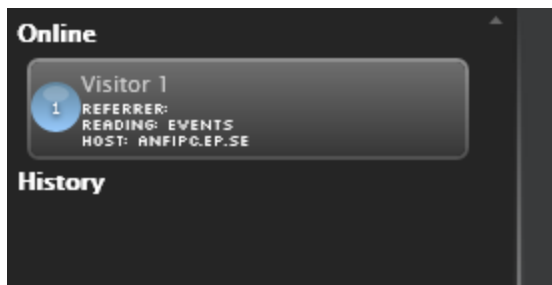 Online
Visitor 1
1
REFERRER:
READING: EVENTS
HOST: ANFIPC.EP.SE
History